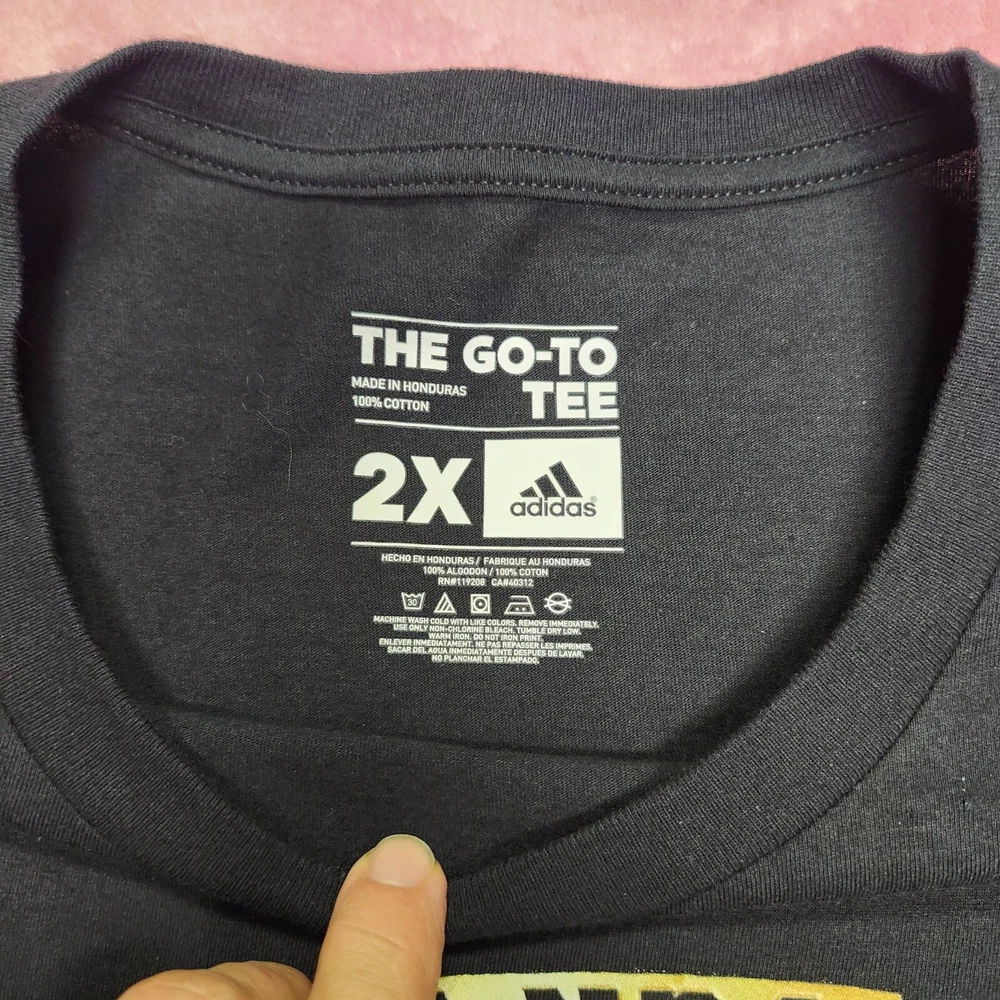 THE GO-TO
MADE IN HONDURAS
100% COTTON
TEE
2X
adidas®
HECHO EN HONDURAS / FABRIQUE AU HONDURAS
100% ALGODON / 100% COTON
RN#119208 CA#40312
30
MACHINE WASH COLD WITH LIKE COLORS. REMOVE IMMEDIATELY.
USE ONLY NON-CHLORINE BLEACH. TUMBLE DRY LOW.
WARM IRON. DO NOT IRON PRINT.
ENLEVER IMMEDIATAMENT. NE PAS REPASSER LES IMPRIMES.
SACAR DEL AGUA INMEDIATAMENTE DESPUES DE LAVAR.
NO PLANCHAR EL ESTAMPADO.